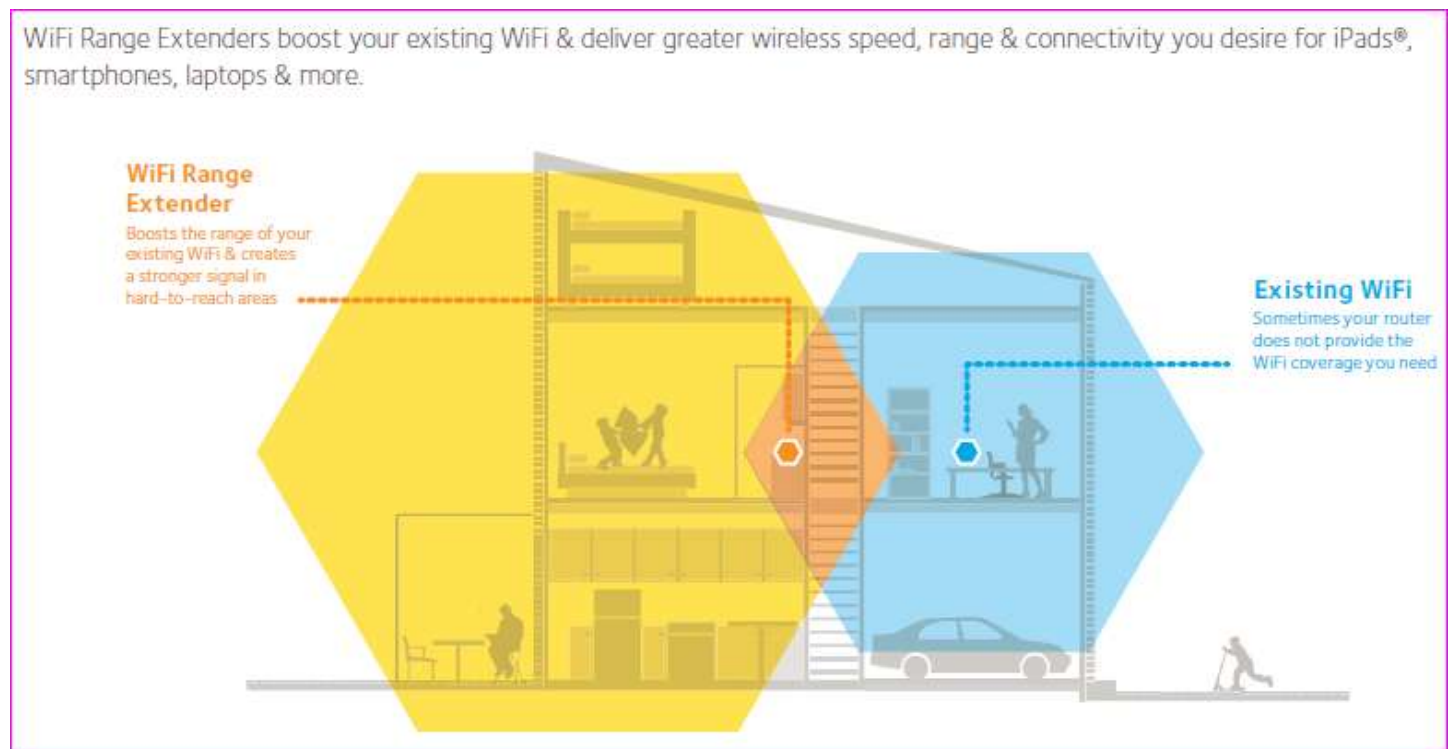 WiFi Range Extenders boost your existing WiFi & deliver greater wireless speed, range & connectivity you desire for iPads®,
smartphones, laptops & more.
WiFi Range
Extender
Boosts the range of your
existing WiFi & creates
a stronger signal in
hard-to-reach areas
Existing WiFi
Sometimes your router
does not provide the
WiFi coverage you need